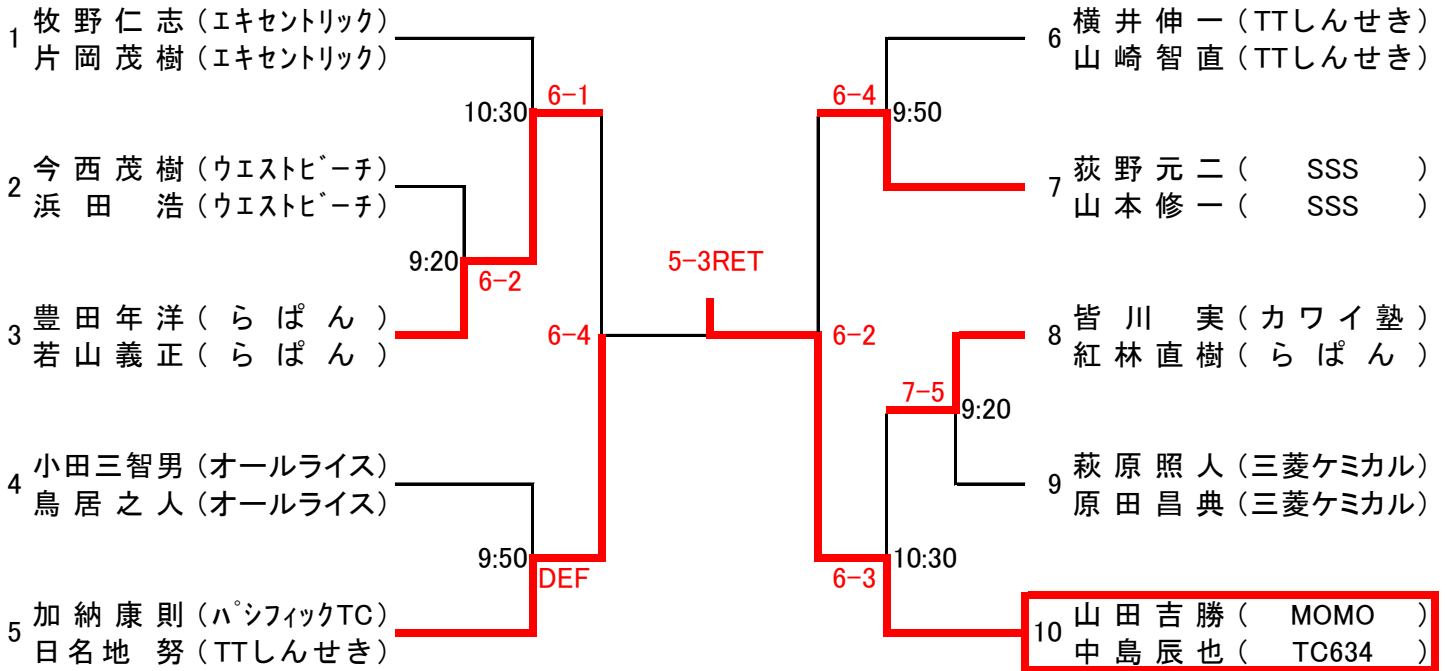 1 牧野仁志（エキセントリック）
片岡茂樹（エキセントリック）
10:30
6-1
2 今西茂樹（ウエストビーチ）
浜田　浩（ウエストビーチ）
9:20
6-2
3 豊田年洋（らぱん）
若山義正（らぱん）
6-4
4 小田三智男（オールライス）
鳥居之人（オールライス）
9:50
DEF
5 加納康則（パシフィックTC）
日名地　努（TTしんせき）
5-3RET
6 横井伸一（TTしんせき）
山崎智直（TTしんせき）
6-4
9:50
7 荻野元二（SSS）
山本修一（SSS）
6-2
8 皆川　実（カワイ塾）
紅林直樹（らぱん）
7-5
9:20
9 萩原照人（三菱ケミカル）
原田昌典（三菱ケミカル）
10:30
6-3
10 山田吉勝（MOMO）
中島辰也（TC634）